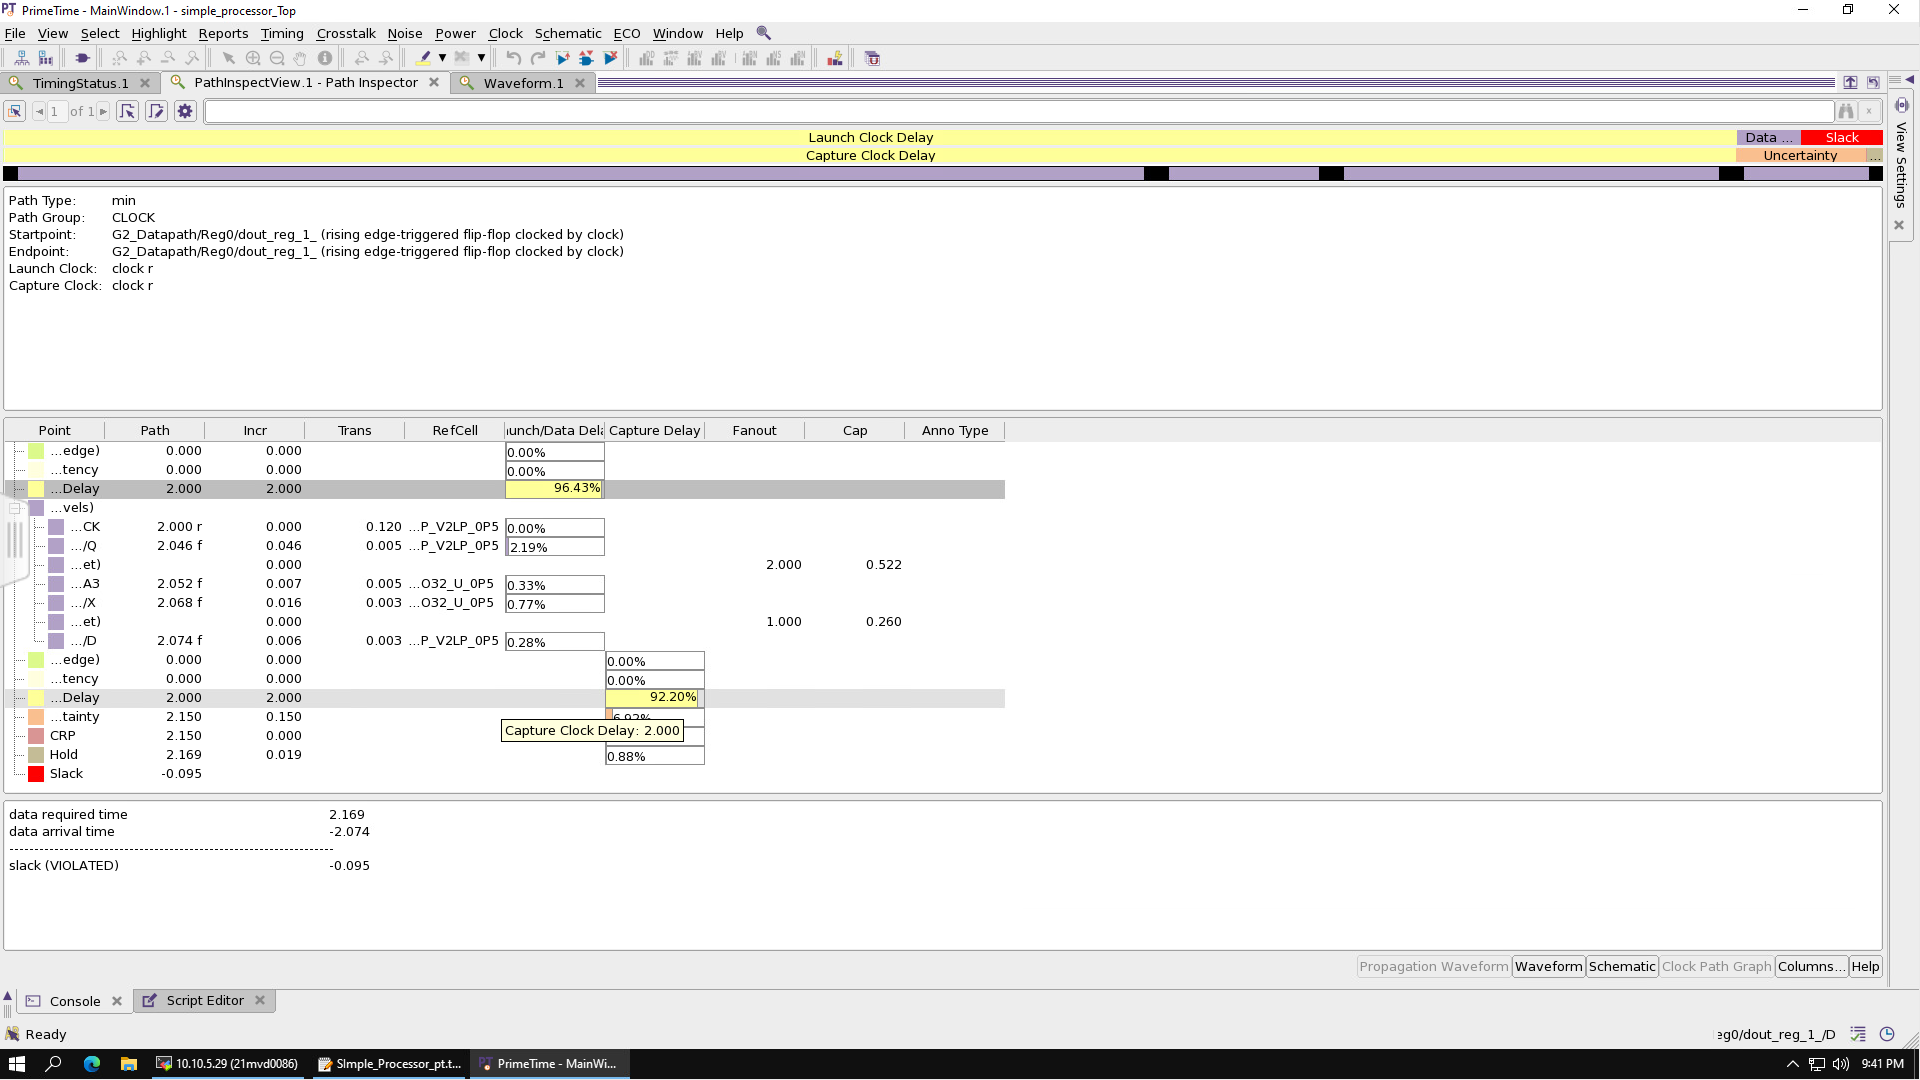 PrimeTime - MainWindow.1 - simple_processor_Top
File View Select Highlight Reports Timing Crosstalk Noise Power Clock Schematic ECO Window Help
TimingStatus.1 PathInspectView.1 - Path Inspector Waveform.1
1 of 1
Launch Clock Delay Data ... Slack
Capture Clock Delay Uncertainty ...
View Settings
Path Type: min
Path Group: CLOCK
Startpoint: G2_Datapath/Reg0/dout_reg_1_ (rising edge-triggered flip-flop clocked by clock)
Endpoint: G2_Datapath/Reg0/dout_reg_1_ (rising edge-triggered flip-flop clocked by clock)
Launch Clock: clock r
Capture Clock: clock r
Point Path Incr Trans RefCell unch/Data Dela Capture Delay Fanout Cap Anno Type
...edge) 0.000 0.000 0.00%
...tency 0.000 0.000 0.00%
...Delay 2.000 2.000 96.43%
...vels)
...CK 2.000 r 0.000 0.120 ...P_V2LP_0P5 0.00%
.../Q 2.046 f 0.046 0.005 ...P_V2LP_0P5 2.19%
...et) 0.000 2.000 0.522
...A3 2.052 f 0.007 0.005 ...O32_U_0P5 0.33%
.../X 2.068 f 0.016 0.003 ...O32_U_0P5 0.77%
...et) 0.000 1.000 0.260
.../D 2.074 f 0.006 0.003 ...P_V2LP_0P5 0.28%
...edge) 0.000 0.000 0.00%
...tency 0.000 0.000 0.00%
...Delay 2.000 2.000 92.20%
...tainty 2.150 0.150 6.92%
Capture Clock Delay: 2.000
CRP 2.150 0.000
Hold 2.169 0.019 0.88%
Slack -0.095
data required time 2.169
data arrival time -2.074
--------------------------------------------------------------
slack (VIOLATED) -0.095
Propagation Waveform Waveform Schematic Clock Path Graph Columns... Help
Console Script Editor
Ready eg0/dout_reg_1_/D
10.10.5.29 (21mvd0086) SImple_Processor_pt.t... PrimeTime - MainWi... 9:41 PM